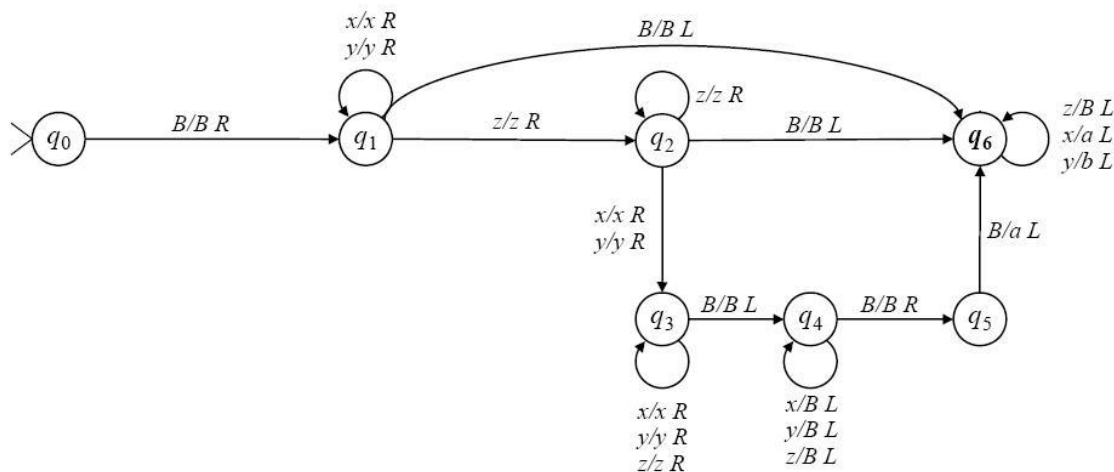 x/x R
y/y R
B/B L
z/z R
z/B L
x/a L
y/b L
q0
B/B R
q1
z/z R
q2
B/B L
q6
x/x R
y/y R
B/a L
q3
B/B L
q4
B/B R
q5
x/x R
y/y R
z/z R
x/B L
y/B L
z/B L